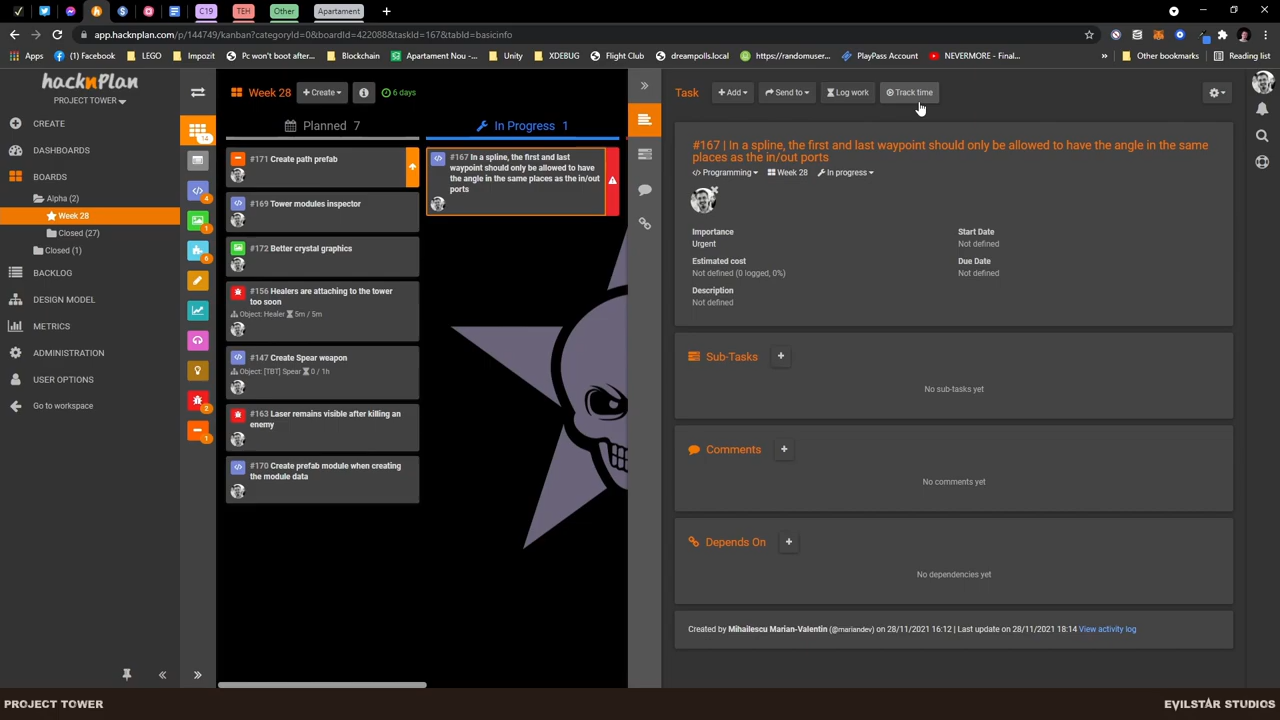 C19
TEH
Other
Apartament
app.hacknplan.com/p/144749/kanban?categoryId=0&boardId=422088&taskId=167&tabId=basicinfo
Apps
(1) Facebook
LEGO
Imposit
Pc won't boot after...
Blockchain
Apartament Nou -...
Unity
XDEBUG
Flight Club
dreampolls.local
https://randomuser...
PlayPass Account
NEVERMORE - Final...
Other bookmarks
Reading list
hacknPlan
PROJECT TOWER
CREATE
DASHBOARDS
BOARDS
Alpha (2)
Week 28
Closed (27)
Closed (1)
BACKLOG
DESIGN MODEL
METRICS
ADMINISTRATION
USER OPTIONS
Go to workspace
14
4
1
6
2
1
Week 28
+ Create
6 days
Planned 7
#171 Create path prefab
#169 Tower modules inspector
#172 Better crystal graphics
#156 Healers are attaching to the tower
too soon
Object: Healer 5m / 5m
#147 Create Spear weapon
Object: [TBT] Spear 0 / 1h
#163 Laser remains visible after killing an
enemy
#170 Create prefab module when creating
the module data
In Progress 1
#167 In a spline, the first and last
waypoint should only be allowed to have
the angle in the same places as the in/out
ports
Task
+ Add
Send to
Log work
Track time
#167 | In a spline, the first and last waypoint should only be allowed to have the angle in the same
places as the in/out ports
Programming Week 28 In progress
Importance
Urgent
Start Date
Not defined
Estimated cost
Not defined (0 logged, 0%)
Due Date
Not defined
Description
Not defined
Sub-Tasks +
No sub-tasks yet
Comments +
No comments yet
Depends On +
No dependencies yet
Created by Mihailescu Marian-Valentin (@mariandev) on 28/11/2021 16:12 | Last update on 28/11/2021 18:14 View activity log
PROJECT TOWER
EVILSTAR STUDIOS